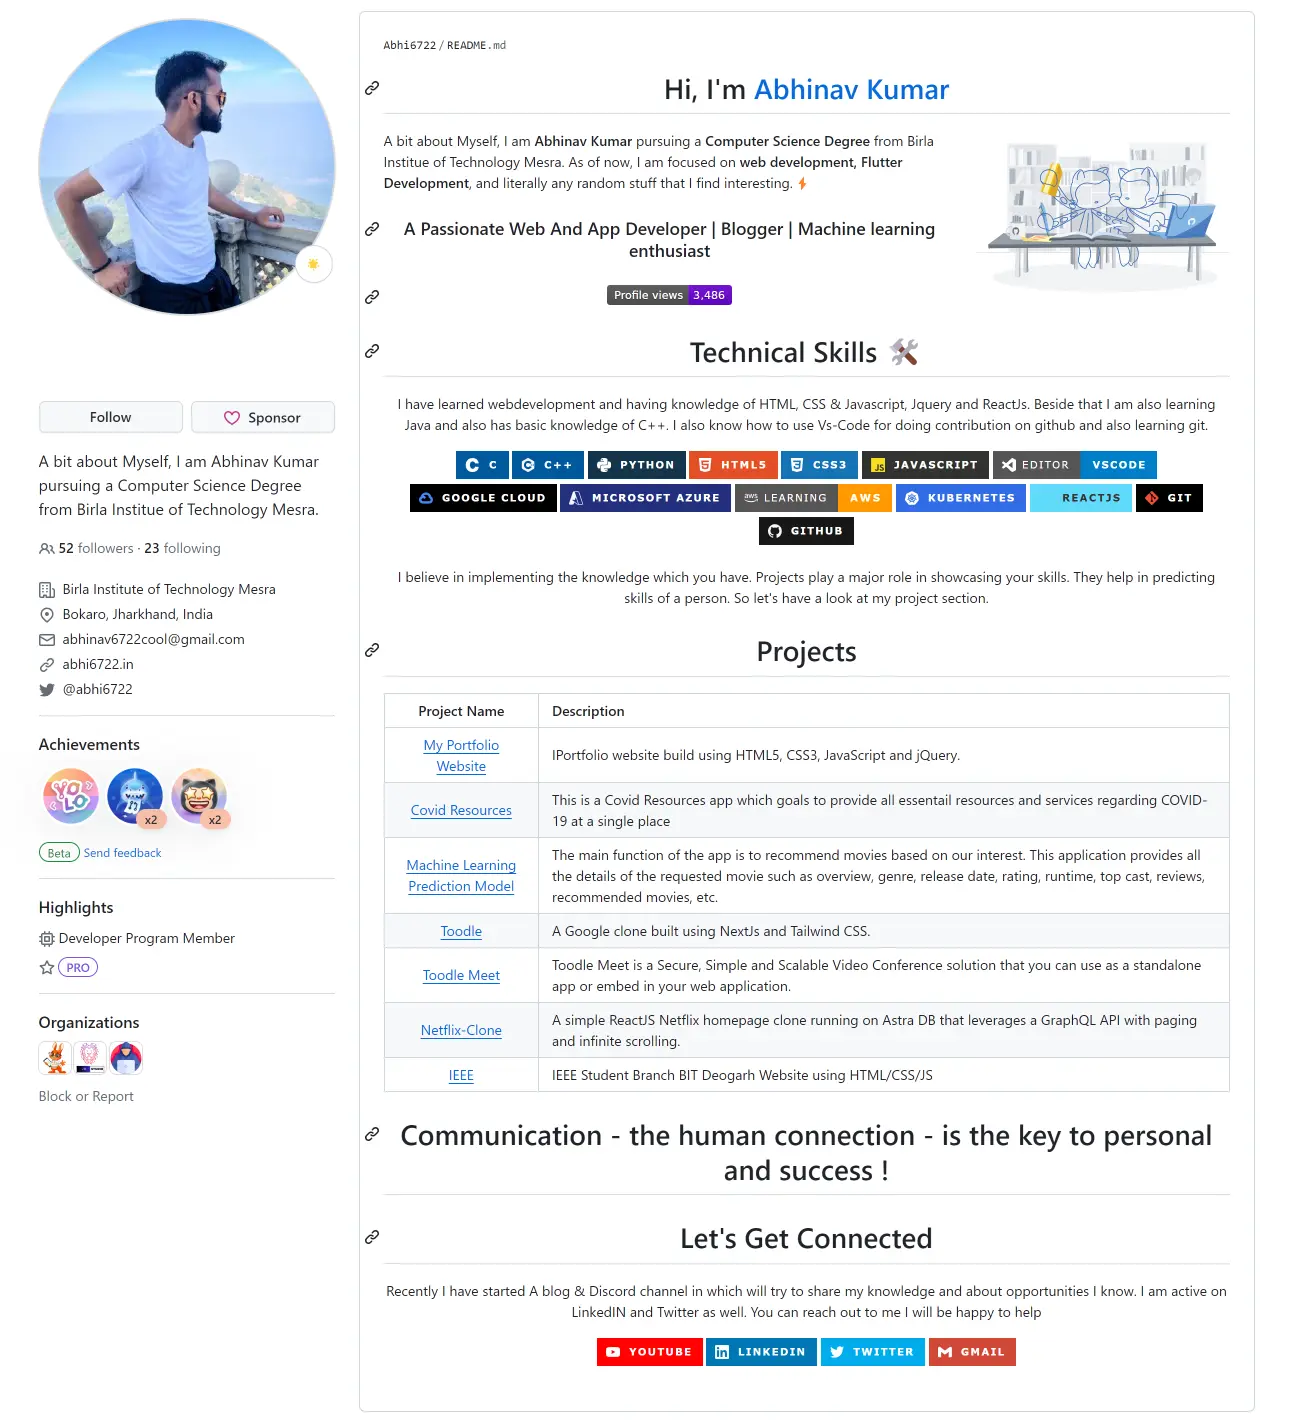 Abhi6722 / README.md
Hi, I'm Abhinav Kumar
A bit about Myself, I am Abhinav Kumar pursuing a Computer Science Degree from Birla
Institue of Technology Mesra. As of now, I am focused on web development, Flutter
Development, and literally any random stuff that I find interesting.
A Passionate Web And App Developer | Blogger | Machine learning
enthusiast
Profile views 3,486
Technical Skills
I have learned webdevelopment and having knowledge of HTML, CSS & Javascript, Jquery and ReactJs. Beside that I am also learning
Java and also has basic knowledge of C++. I also know how to use Vs-Code for doing contribution on github and also learning git.
C C++ PYTHON HTML5 CSS3 JS JAVASCRIPT EDITOR VSCODE
GOOGLE CLOUD MICROSOFT AZURE aws LEARNING AWS KUBERNETES REACTJS GIT
GITHUB
I believe in implementing the knowledge which you have. Projects play a major role in showcasing your skills. They help in predicting
skills of a person. So let's have a look at my project section.
Projects
Project Name Description
My Portfolio
Website
IPortfolio website build using HTML5, CSS3, JavaScript and jQuery.
Covid Resources
This is a Covid Resources app which goals to provide all essentail resources and services regarding COVID-
19 at a single place
Machine Learning
Prediction Model
The main function of the app is to recommend movies based on our interest. This application provides all
the details of the requested movie such as overview, genre, release date, rating, runtime, top cast, reviews,
recommended movies, etc.
Toodle A Google clone built using NextJs and Tailwind CSS.
Toodle Meet
Toodle Meet is a Secure, Simple and Scalable Video Conference solution that you can use as a standalone
app or embed in your web application.
Netflix-Clone
A simple ReactJS Netflix homepage clone running on Astra DB that leverages a GraphQL API with paging
and infinite scrolling.
IEEE IEEE Student Branch BIT Deogarh Website using HTML/CSS/JS
Communication - the human connection - is the key to personal
and success !
Let's Get Connected
Recently I have started A blog & Discord channel in which will try to share my knowledge and about opportunities I know. I am active on
LinkedIN and Twitter as well. You can reach out to me I will be happy to help
YOUTUBE LINKEDIN TWITTER GMAIL
Follow Sponsor
A bit about Myself, I am Abhinav Kumar
pursuing a Computer Science Degree
from Birla Institue of Technology Mesra.
52 followers · 23 following
Birla Institute of Technology Mesra
Bokaro, Jharkhand, India
abhinav6722cool@gmail.com
abhi6722.in
@abhi6722
Achievements
YOLO
x2 x2
Beta Send feedback
Highlights
Developer Program Member
PRO
Organizations
Block or Report